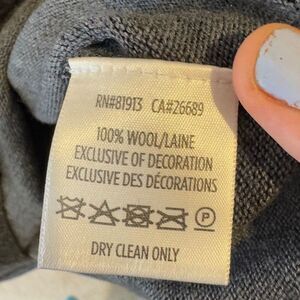 RN#81913 CA#26689
100% WOOL/LAINE
EXCLUSIVE OF DECORATION
EXCLUSIVE DES DÉCORATIONS
P
DRY CLEAN ONLY